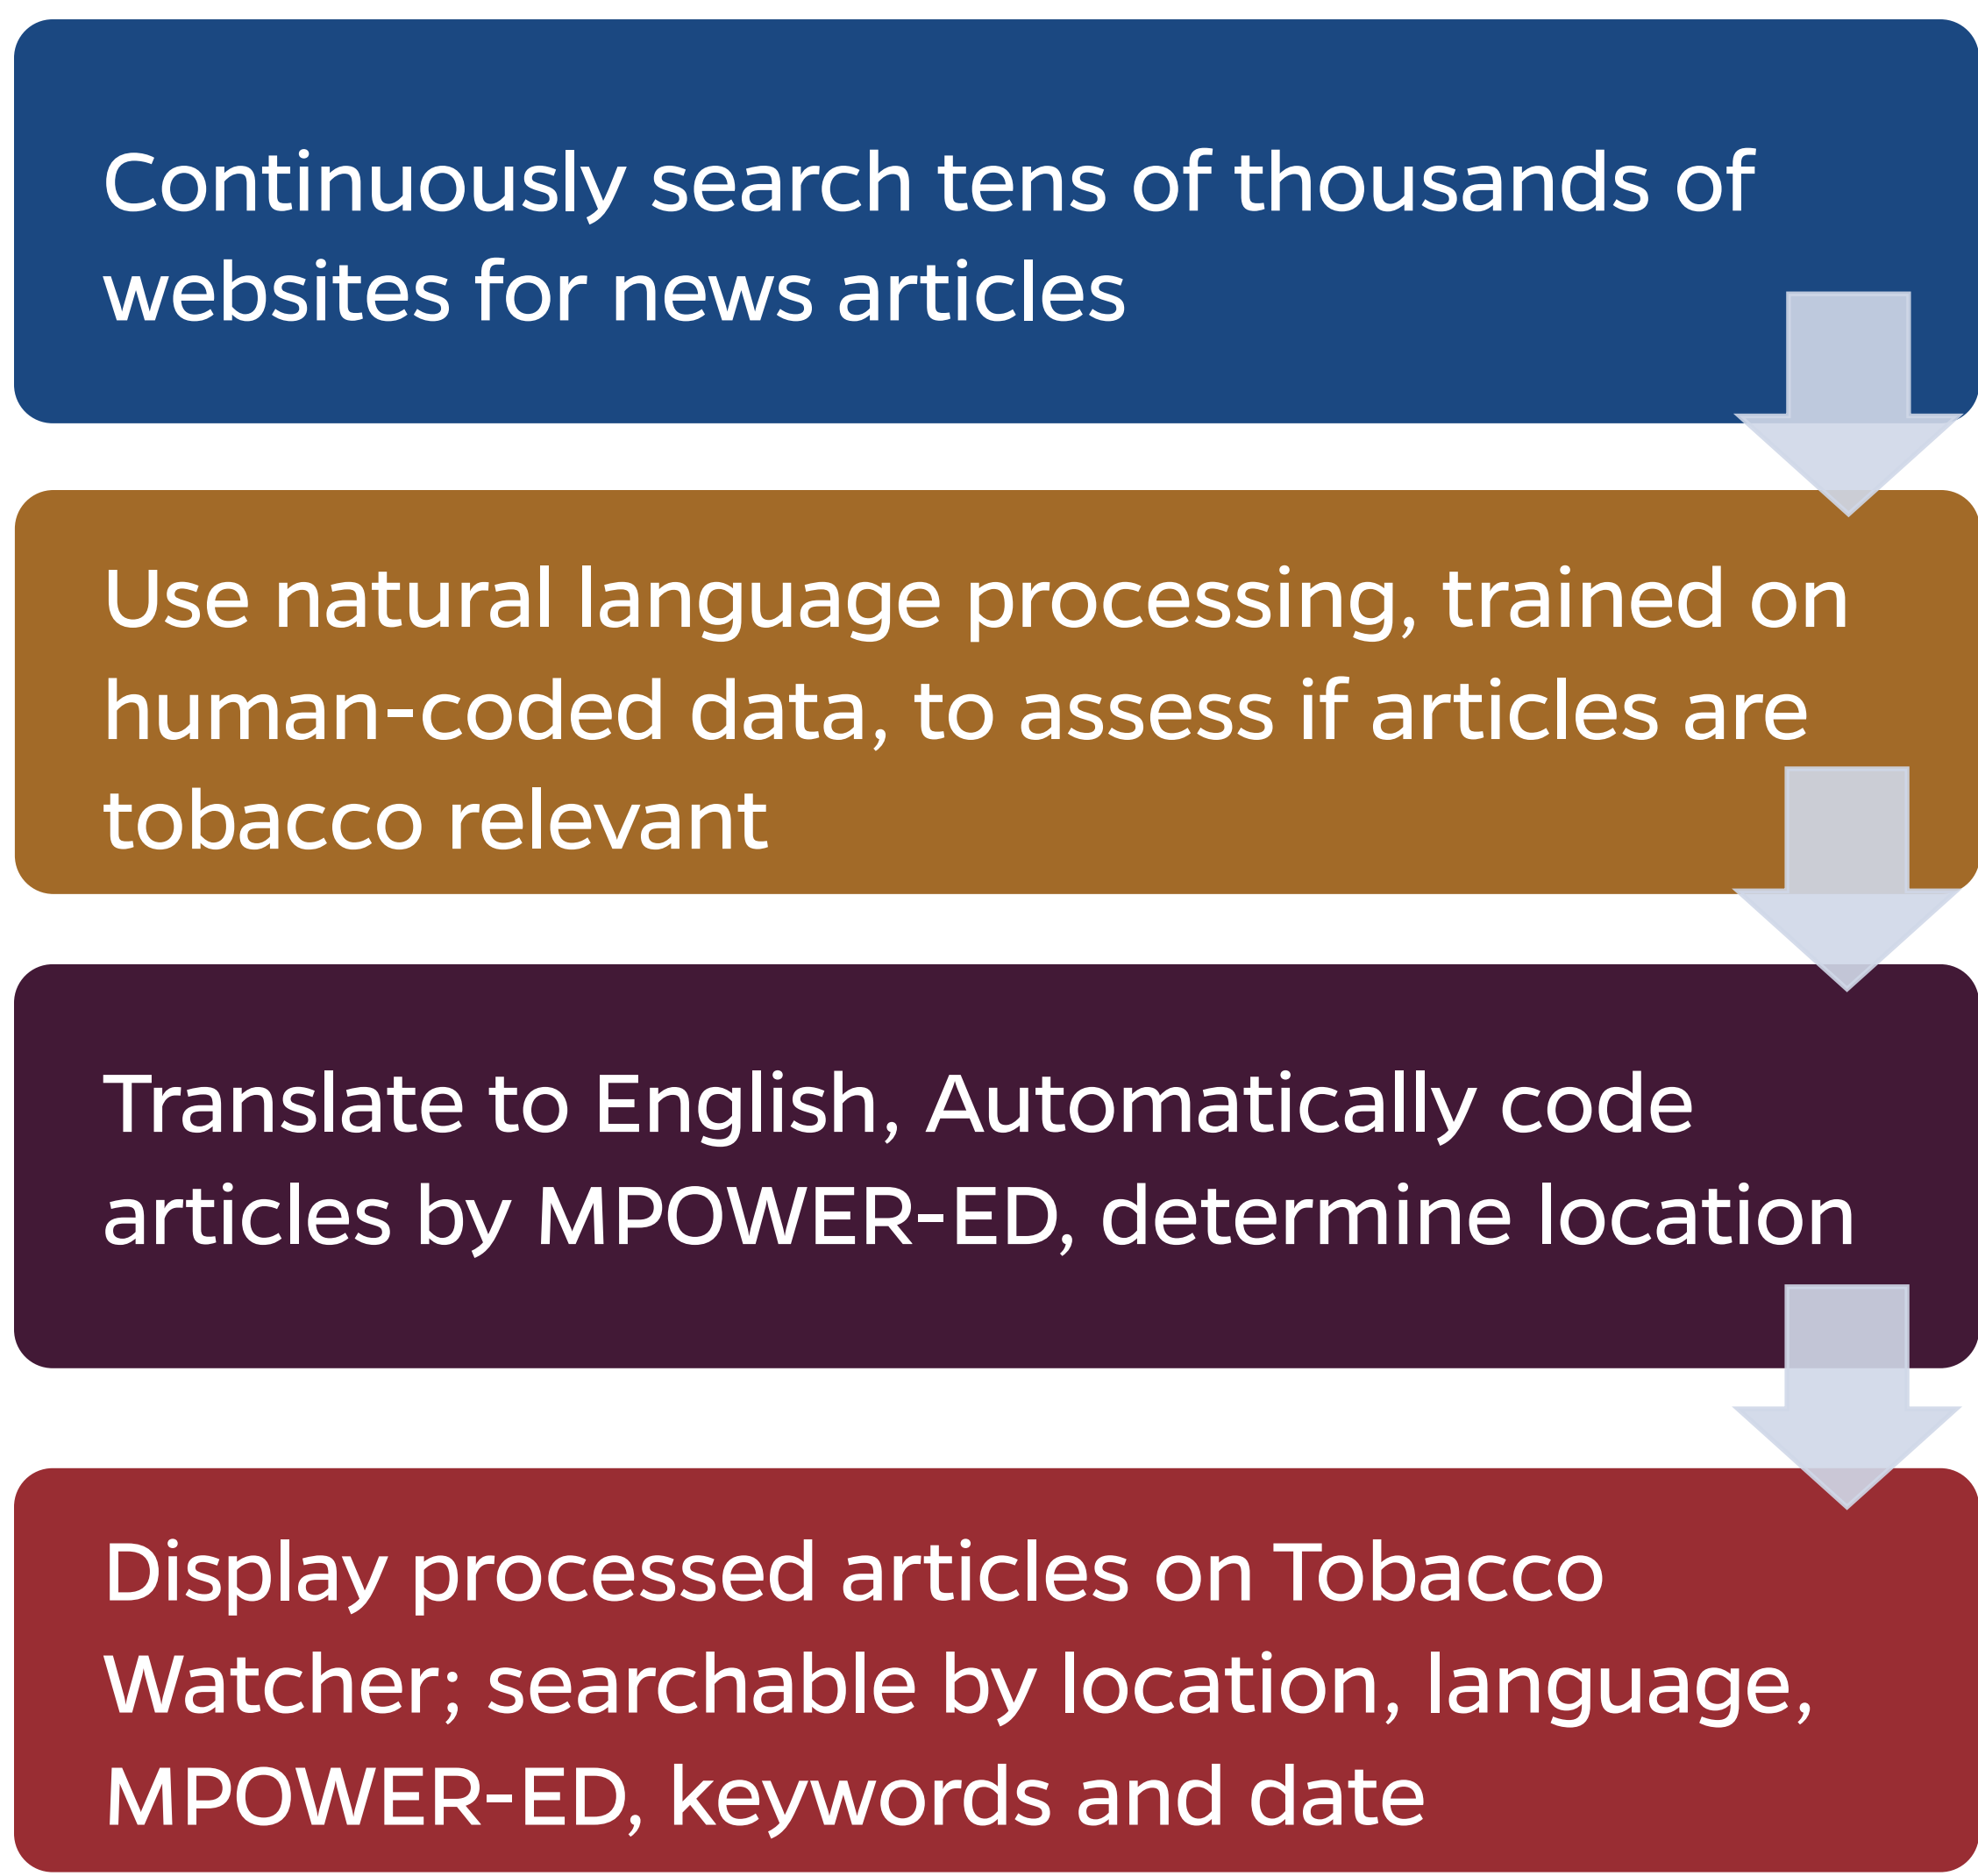 Continuously search tens of thousands of
websites for news articles
Use natural language processing, trained on
human-coded data, to assess if articles are
tobacco relevant
Translate to English, Automatically code
articles by MPOWER-ED, determine location
Display processed articles on Tobacco
Watcher; searchable by location, language,
MPOWER-ED, keywords and date